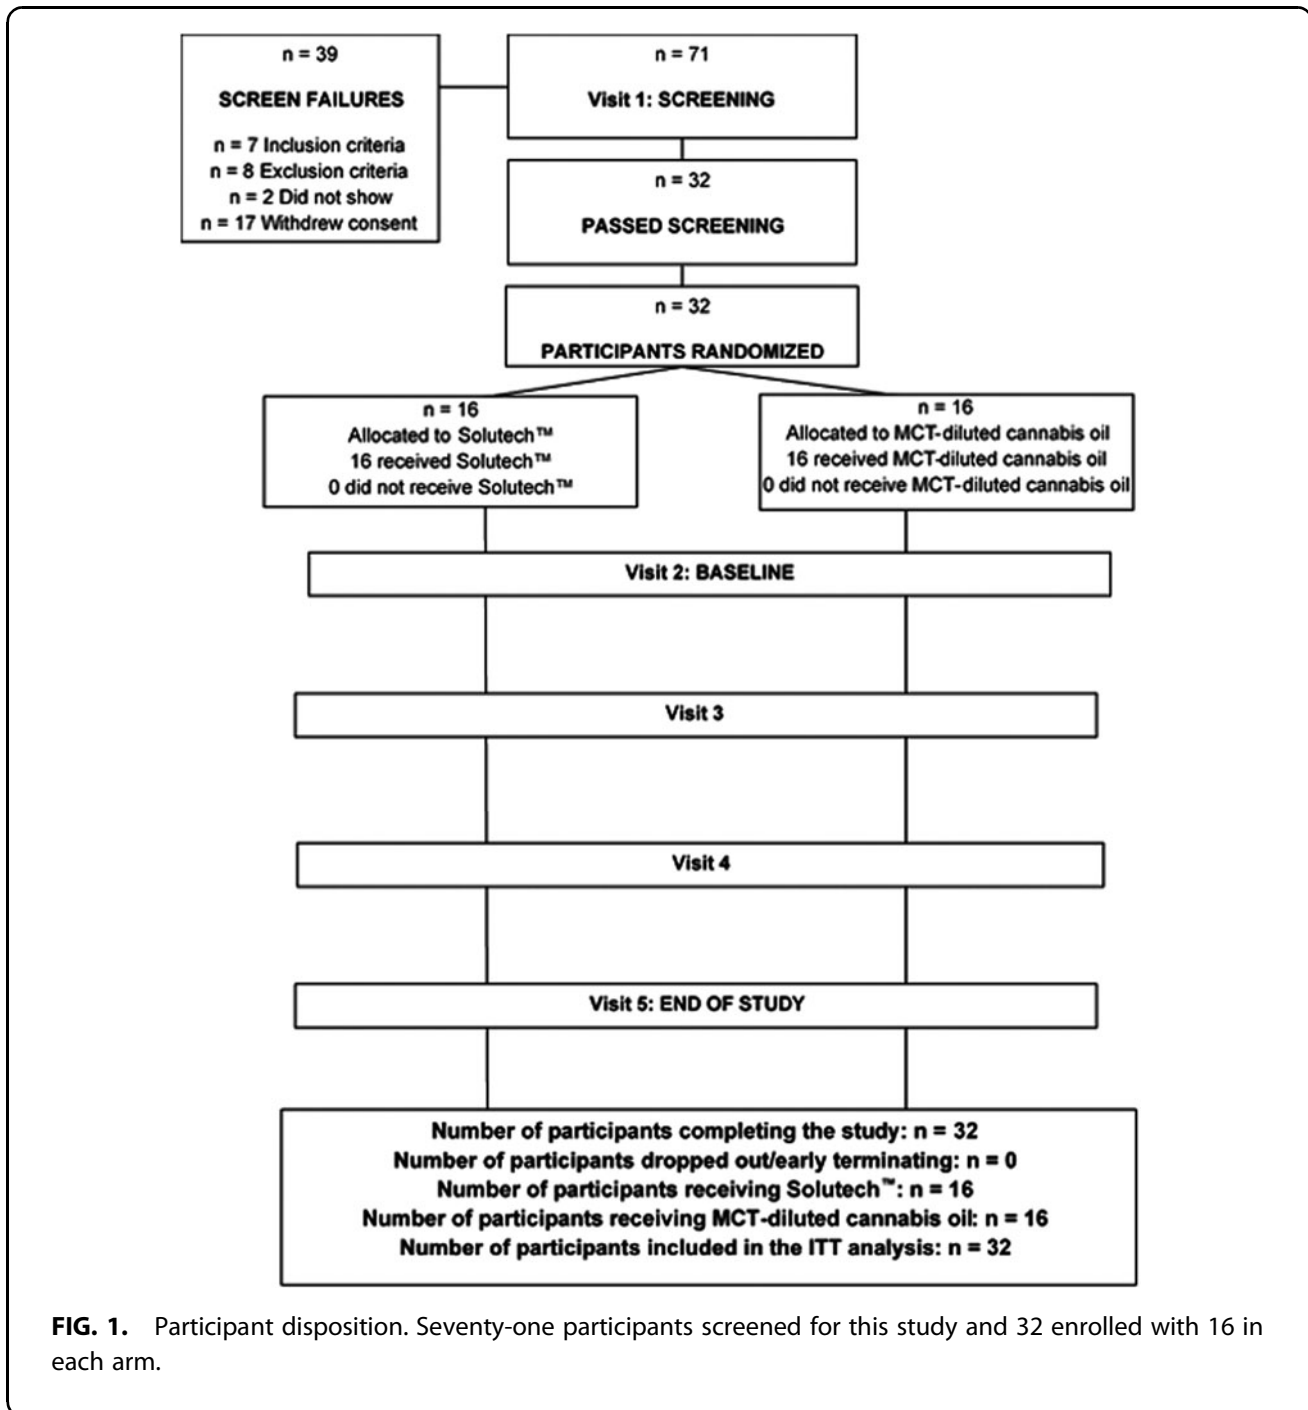 n = 39
SCREEN FAILURES
n = 7 Inclusion criteria
n = 8 Exclusion criteria
n = 2 Did not show
n = 17 Withdrew consent
n = 71
Visit 1: SCREENING
n = 32
PASSED SCREENING
n = 32
PARTICIPANTS RANDOMIZED
n = 16
Allocated to Solutech™
16 received Solutech™
0 did not receive Solutech™
n = 16
Allocated to MCT-diluted cannabis oil
16 received MCT-diluted cannabis oil
0 did not receive MCT-diluted cannabis oil
Visit 2: BASELINE
Visit 3
Visit 4
Visit 5: END OF STUDY
Number of participants completing the study: n = 32
Number of participants dropped out/early terminating: n = 0
Number of participants receiving Solutech™: n = 16
Number of participants receiving MCT-diluted cannabis oil: n = 16
Number of participants included in the ITT analysis: n = 32
FIG. 1. Participant disposition. Seventy-one participants screened for this study and 32 enrolled with 16 in
each arm.